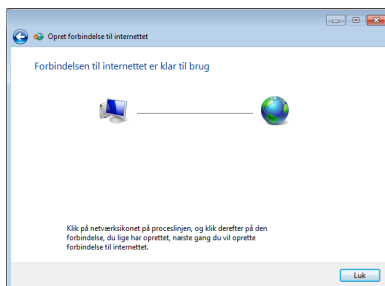 Opret forbindelse til internettet
Forbindelsen til internettet er klar til brug
Klik på netværksikonet på proceslinjen, og klik derefter på den
forbindelse, du lige har oprettet, næste gang du vil oprette
forbindelse til internettet.
Luk